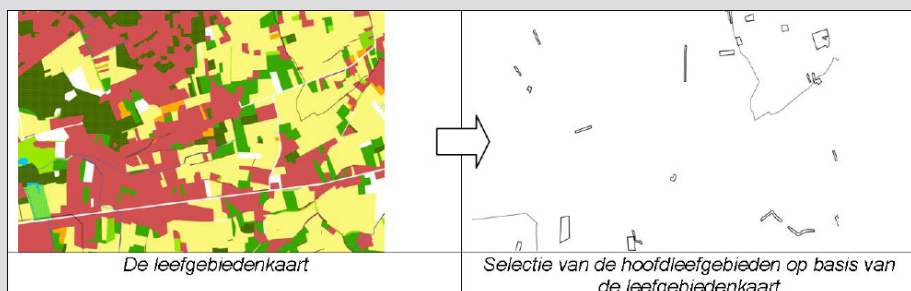 De leefgebiedenkaart
Selectie van de hoofdleefgebieden op basis van
de leefgebiedenkaart